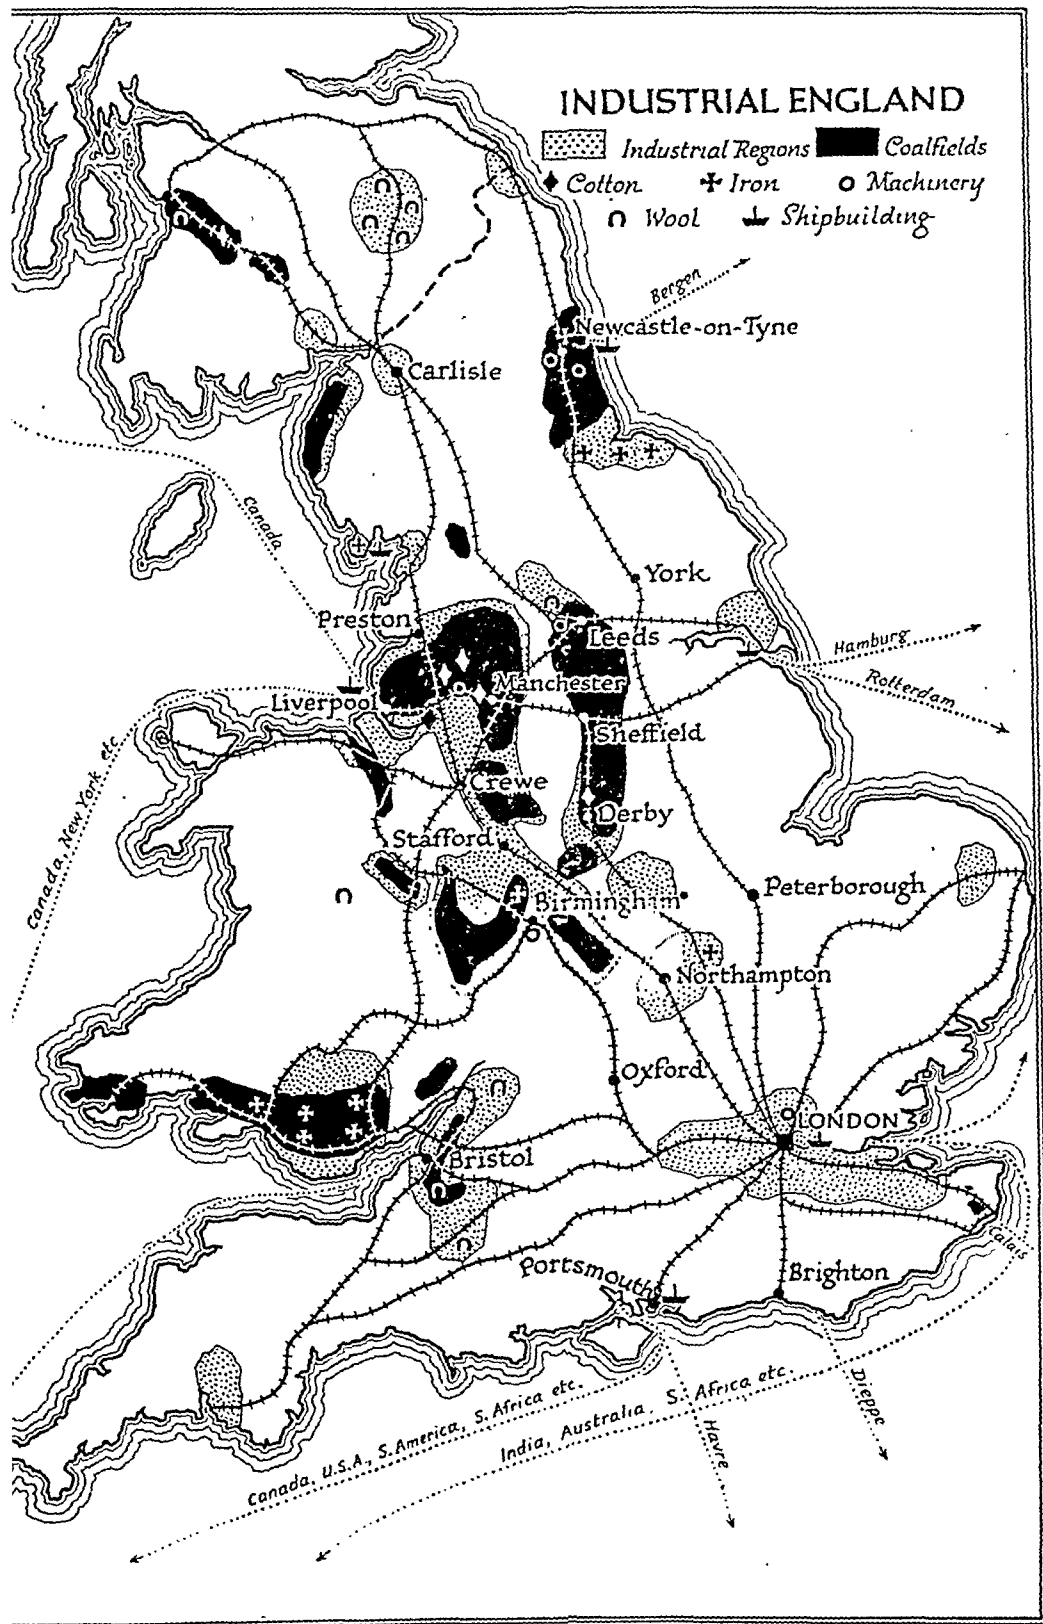 INDUSTRIAL ENGLAND
Industrial Regions Coalfields
Cotton Iron Machinery
Wool Shipbuilding
Bergen
Newcastle-on-Tyne
Carlisle
Canada
York
Preston
Leeds
Hamburg
Rotterdam
Manchester
Liverpool
Sheffield
Canada, New York etc
Crewe
Derby
Stafford
Peterborough
Birmingham
Northampton
Oxford
LONDON
Bristol
Calais
Portsmouth
Brighton
Dieppe
Havre
Canada, U.S.A., S. America, S. Africa etc.
India, Australia, S. Africa etc.